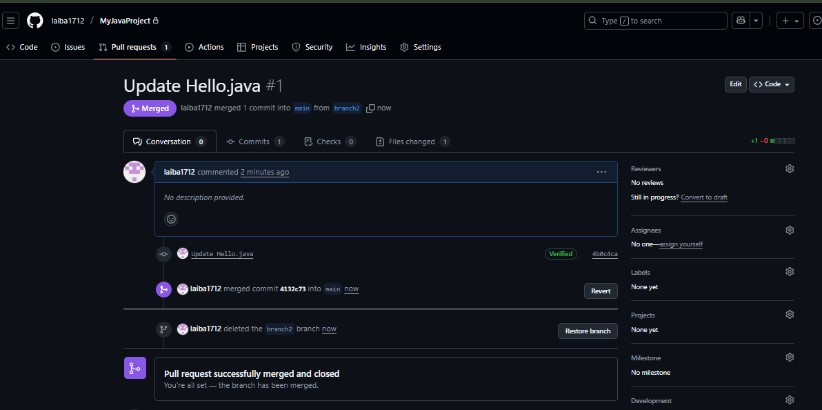 laiba1712 / MyJavaProject
Type / to search
Code Issues Pull requests 1 Actions Projects Security Insights Settings
Update Hello.java #1
Edit Code
Merged laiba1712 merged 1 commit into main from branch2 now
Conversation 0 Commits 1 Checks 0 Files changed 1 +1 −0
laiba1712 commented 2 minutes ago
No description provided.
Update Hello.java Verified 4b0c4ca
laiba1712 merged commit 4132c73 into main now
Revert
laiba1712 deleted the branch2 branch now
Restore branch
Pull request successfully merged and closed
You're all set — the branch has been merged.
Reviewers
No reviews
Still in progress? Convert to draft
Assignees
No one—assign yourself
Labels
None yet
Projects
None yet
Milestone
No milestone
Development